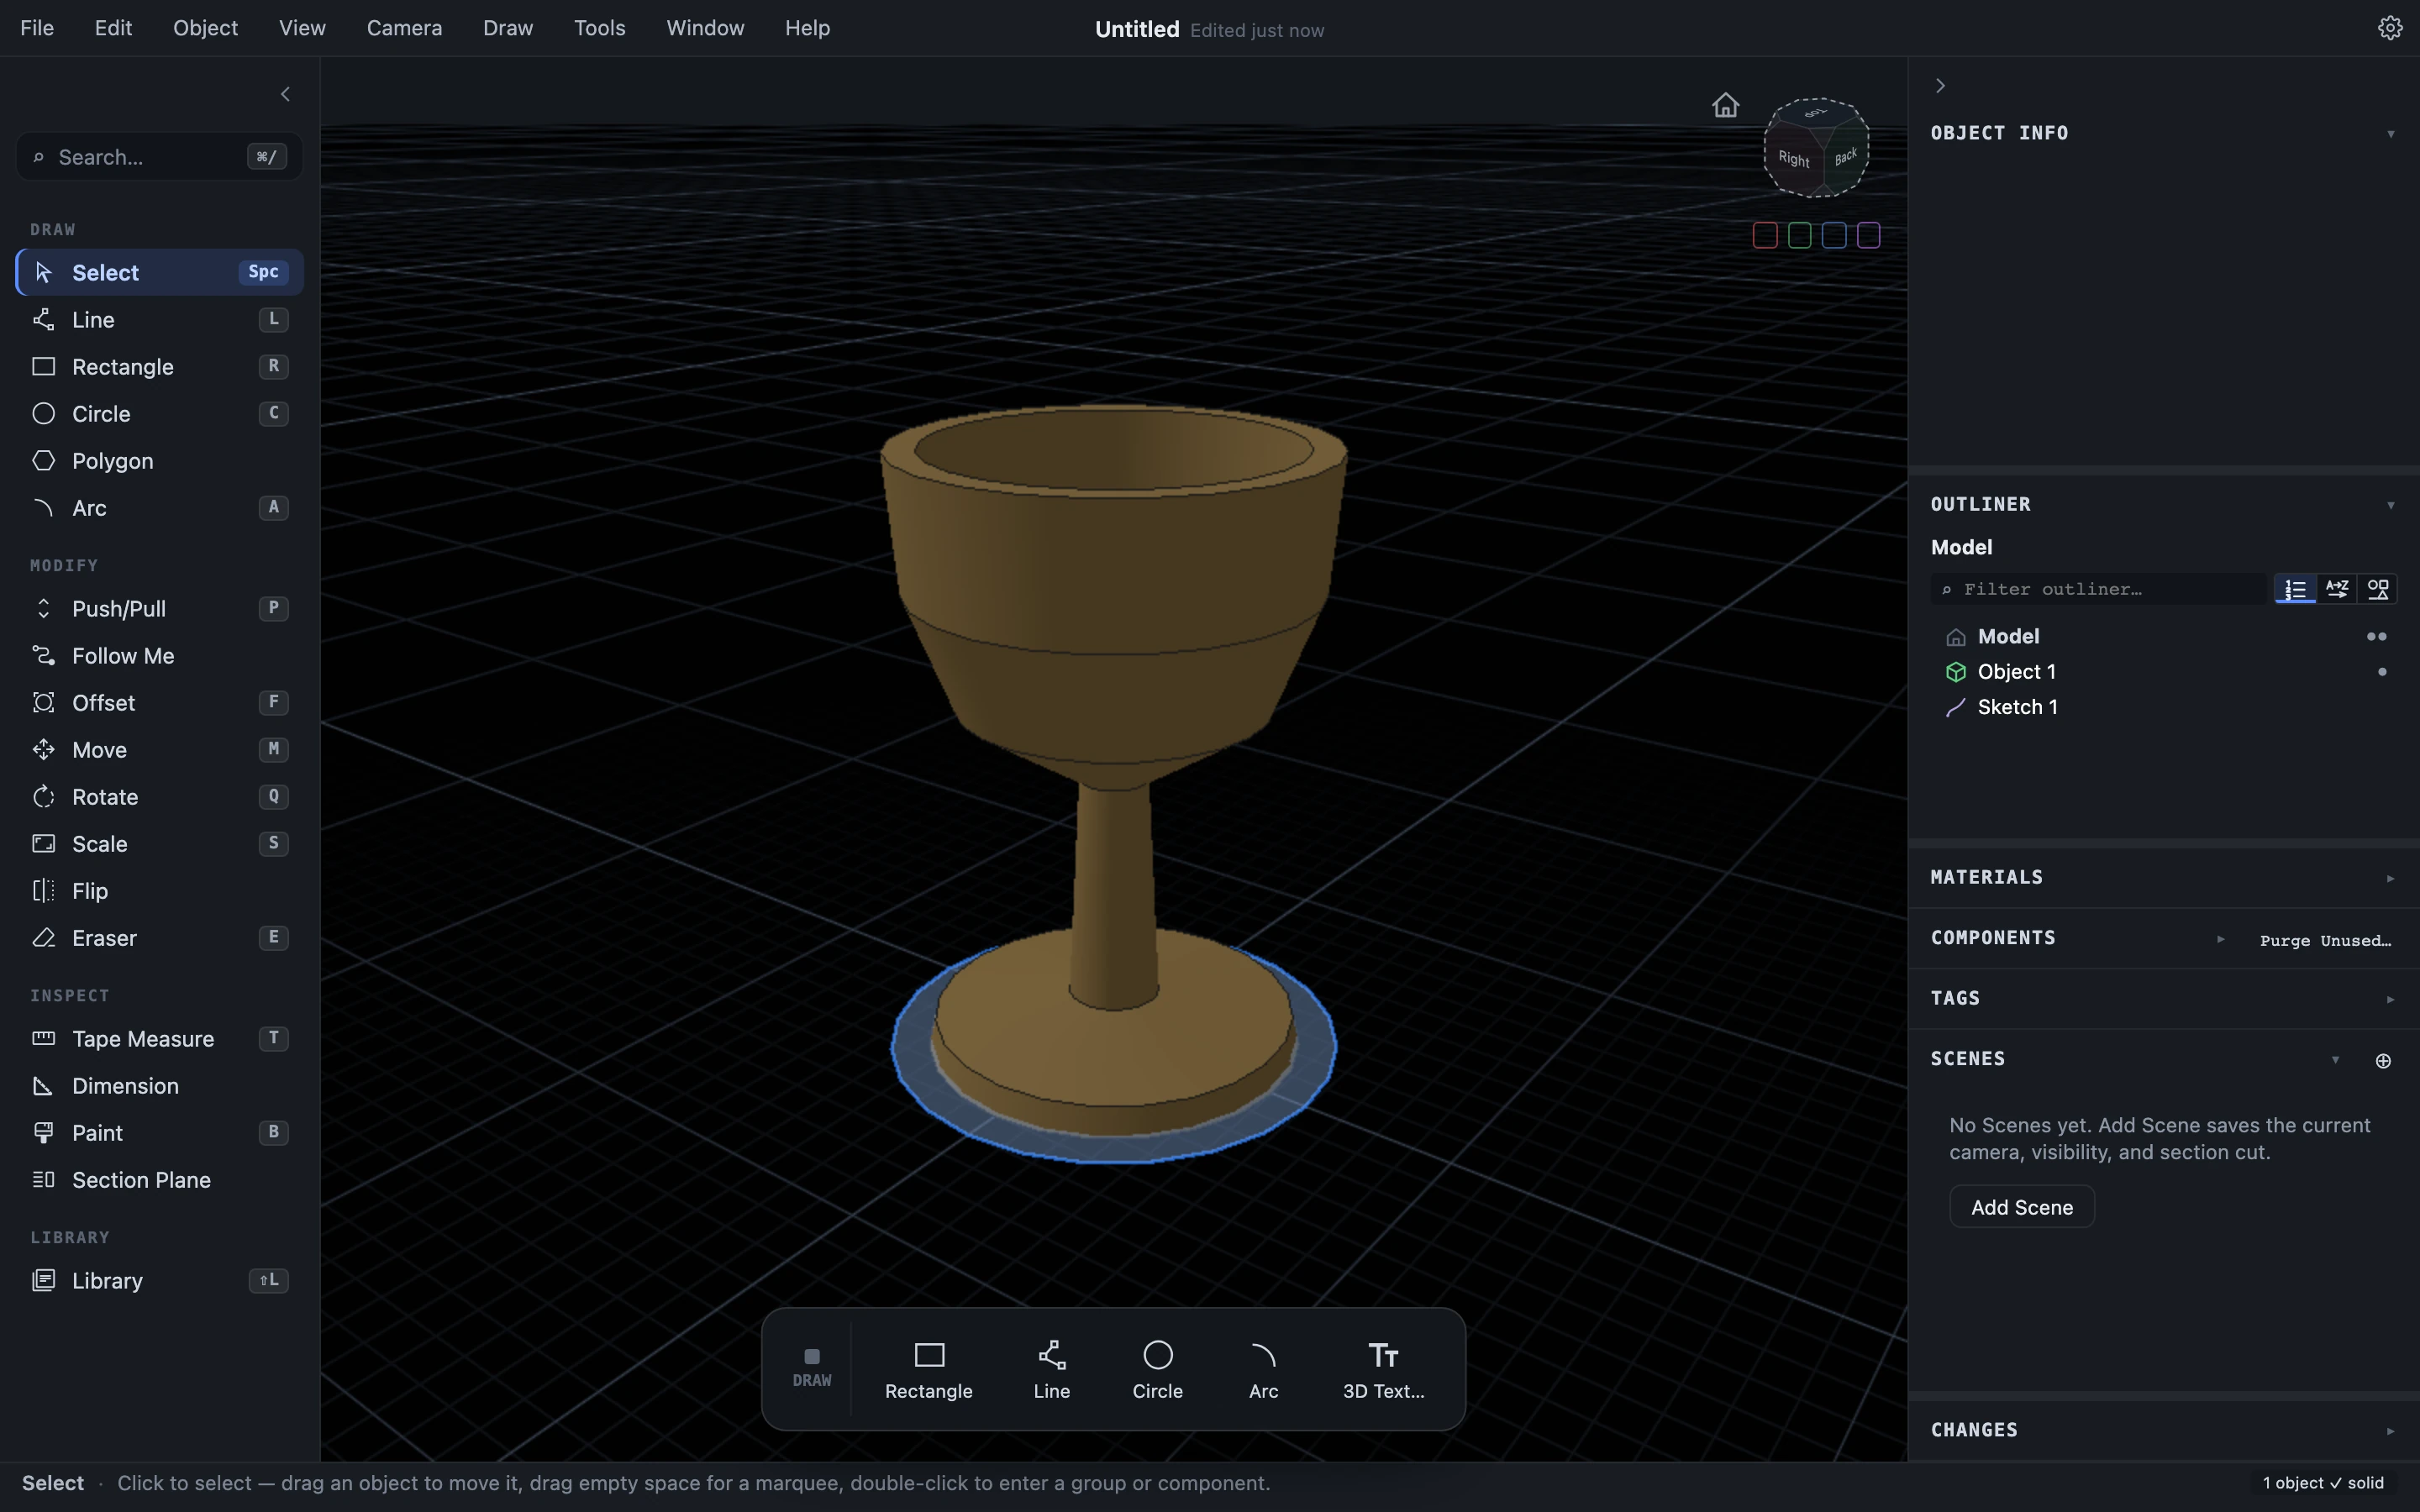 File Edit Object View Camera Draw Tools Window Help
Untitled Edited just now
Search... ⌘/
DRAW
Select Spc
Line L
Rectangle R
Circle C
Polygon
Arc A
MODIFY
Push/Pull P
Follow Me
Offset F
Move M
Rotate Q
Scale S
Flip
Eraser E
INSPECT
Tape Measure T
Dimension
Paint B
Section Plane
LIBRARY
Library ⇧L
Top
Right
Back
DRAW
Rectangle
Line
Circle
Arc
3D Text...
OBJECT INFO
OUTLINER
Model
Filter outliner…
Model
Object 1
Sketch 1
MATERIALS
COMPONENTS Purge Unused…
TAGS
SCENES
No Scenes yet. Add Scene saves the current
camera, visibility, and section cut.
Add Scene
CHANGES
Select · Click to select — drag an object to move it, drag empty space for a marquee, double-click to enter a group or component.
1 object ✓ solid